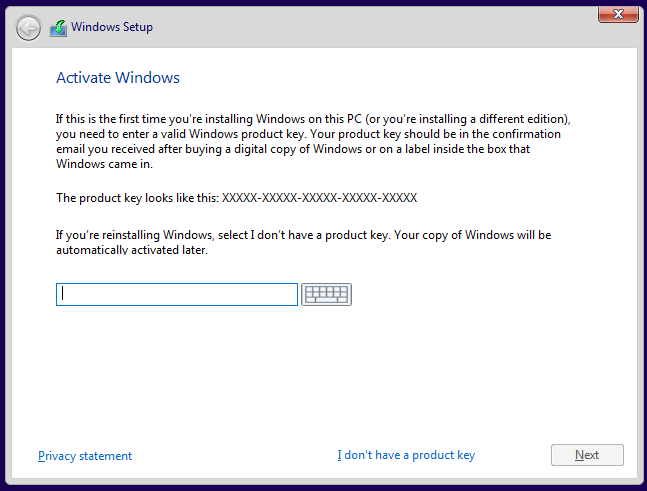 Windows Setup
Activate Windows
If this is the first time you're installing Windows on this PC (or you're installing a different edition),
you need to enter a valid Windows product key. Your product key should be in the confirmation
email you received after buying a digital copy of Windows or on a label inside the box that
Windows came in.
The product key looks like this: XXXXX-XXXXX-XXXXX-XXXXX-XXXXX
If you're reinstalling Windows, select I don't have a product key. Your copy of Windows will be
automatically activated later.
Privacy statement
I don't have a product key
Next